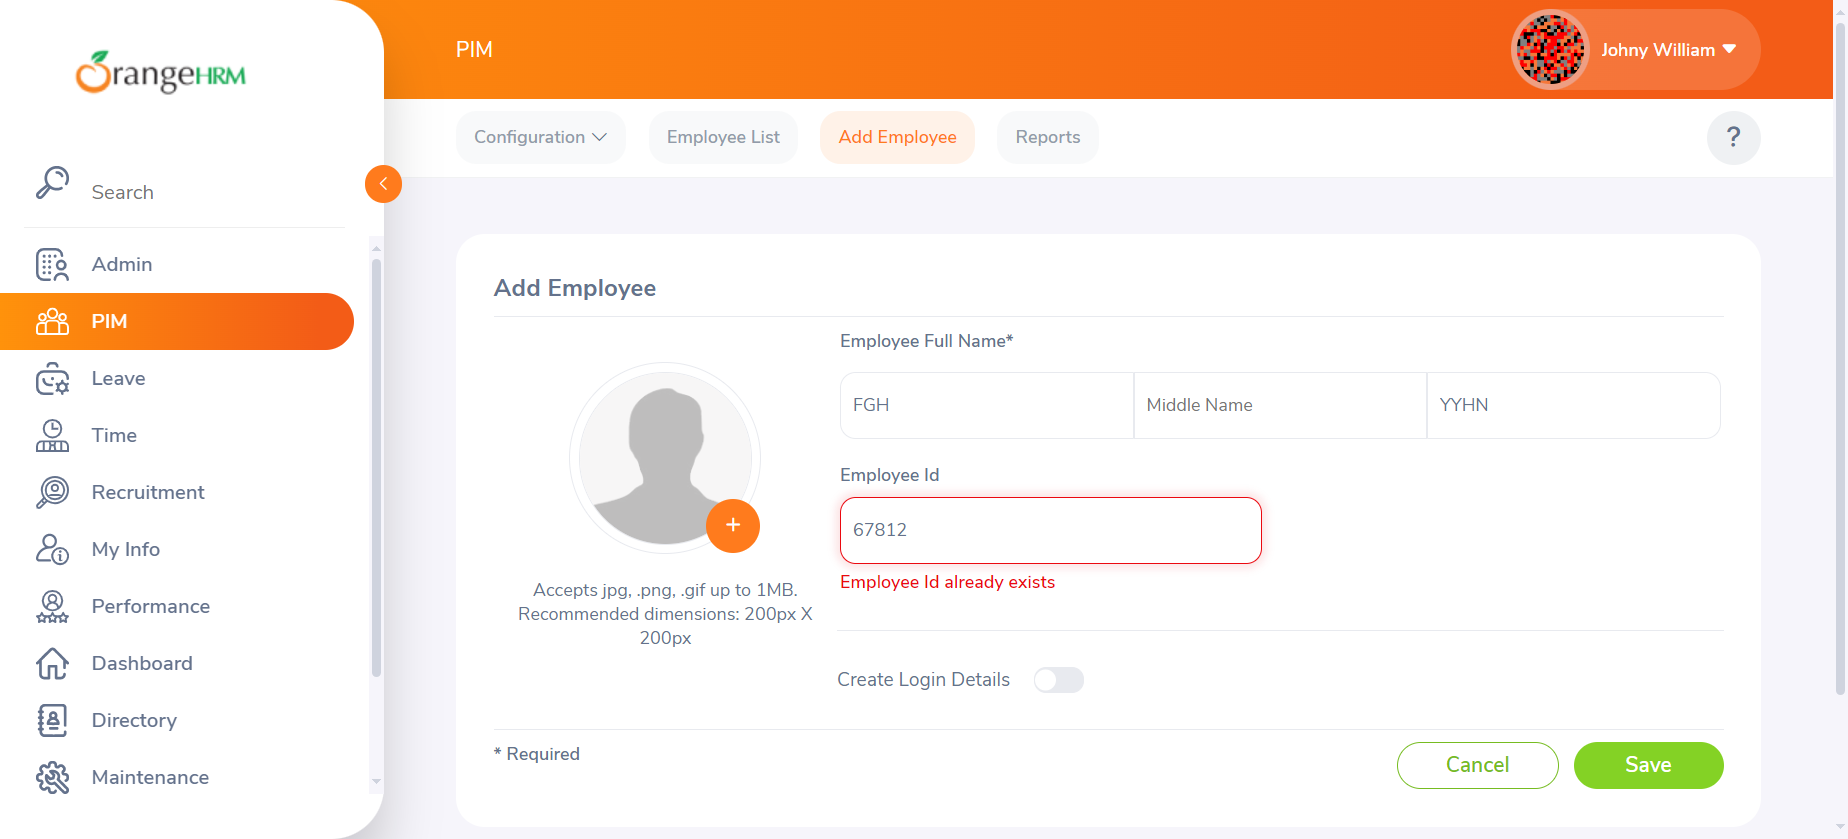 OrangeHRM
PIM
Johny William
Search
Configuration
Employee List
Add Employee
Reports
?
Admin
PIM
Leave
Time
Recruitment
My Info
Performance
Dashboard
Directory
Maintenance
Add Employee
Employee Full Name*
FGH
Middle Name
YYHN
Employee Id
67812
Employee Id already exists
+
Accepts jpg, .png, .gif up to 1MB.
Recommended dimensions: 200px X
200px
Create Login Details
* Required
Cancel
Save